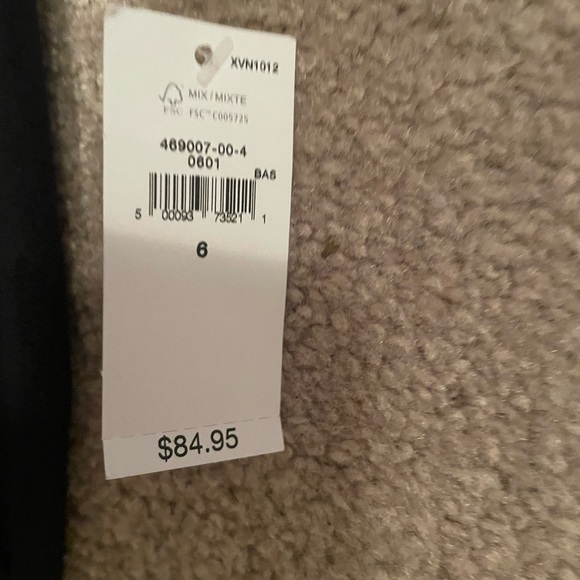 XVN1012
MIX / MIXTE
FSC FSC™ C005725
469007-00-4
0601
BAS
5 00093 73521 1
6
$84.95